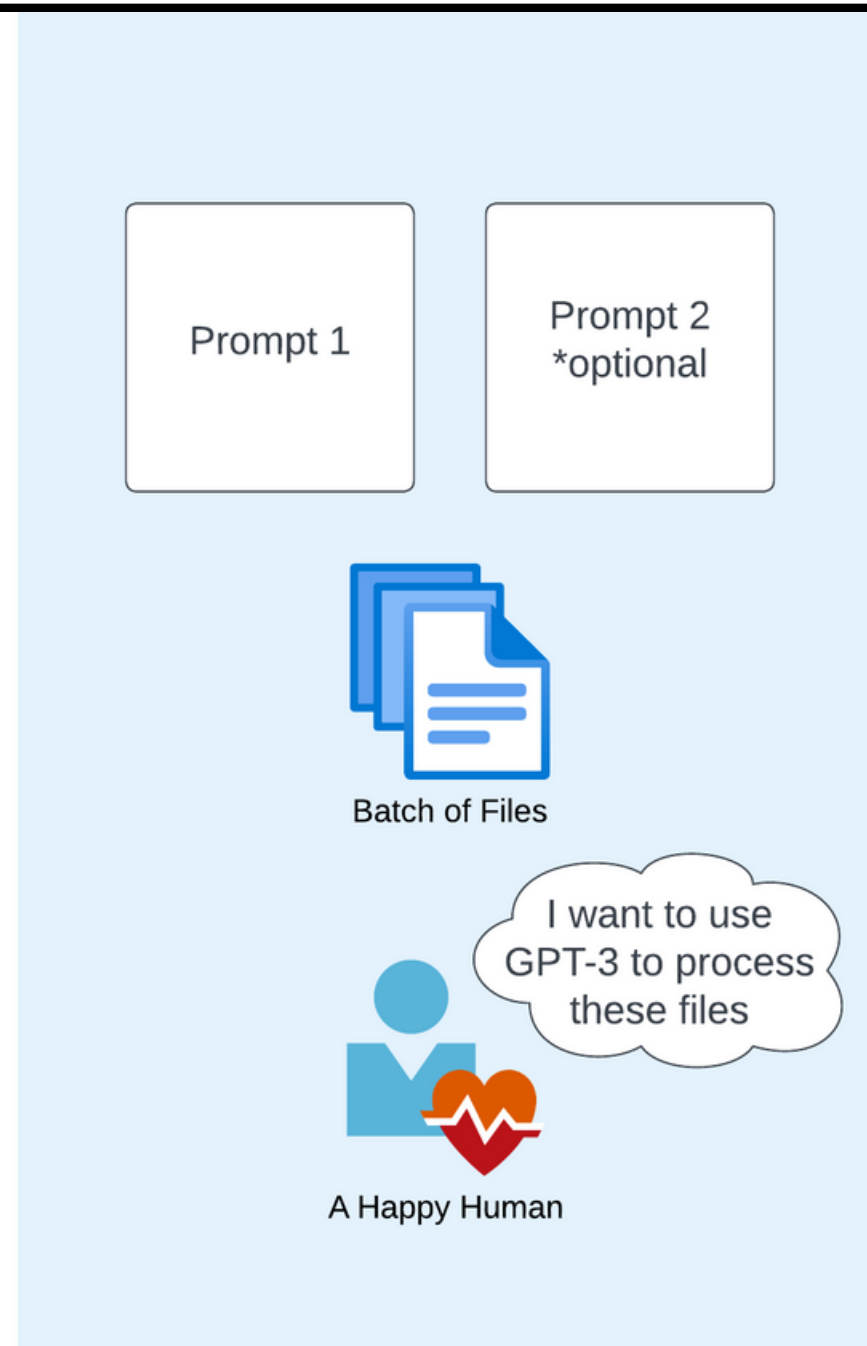 Prompt 1
Prompt 2
*optional
Batch of Files
I want to use
GPT-3 to process
these files
A Happy Human